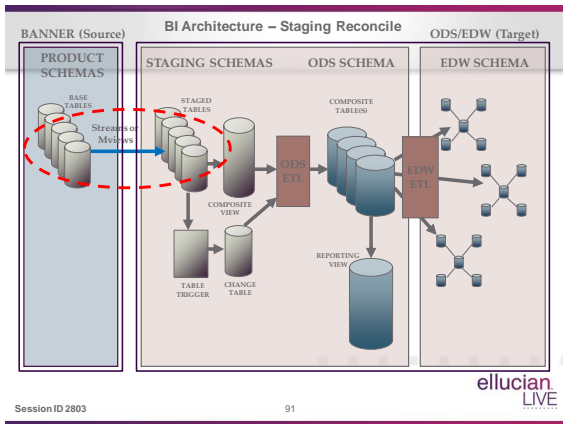 BI Architecture – Staging Reconcile
BANNER (Source)
ODS/EDW (Target)
PRODUCT
SCHEMAS
STAGING SCHEMAS
ODS SCHEMA
EDW SCHEMA
BASE
TABLES
STAGED
TABLES
COMPOSITE
TABLE(S)
Streams or
Mviews
ODS
ETL
EDW
ETL
COMPOSITE
VIEW
REPORTING
VIEW
TABLE
TRIGGER
CHANGE
TABLE
ellucian
LIVE
Session ID 2803
91